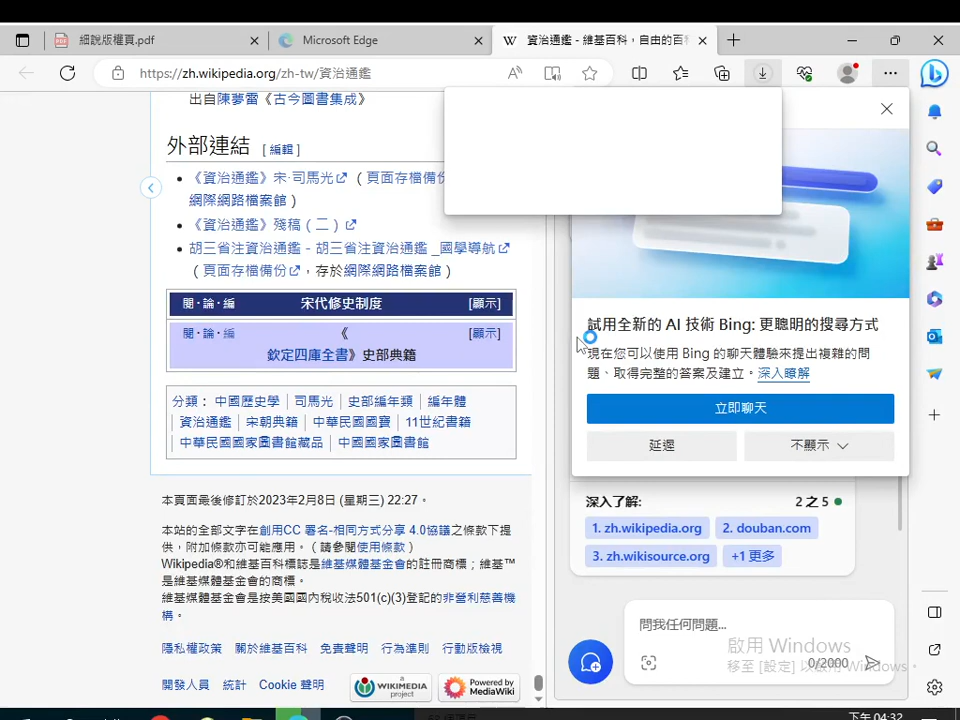 細說版權頁.pdf
Microsoft Edge
資治通鑑 - 維基百科，自由的百科
https://zh.wikipedia.org/zh-tw/資治通鑑
出自陳夢雷《古今圖書集成》
外部連結 [ 編輯 ]
《資治通鑑》宋·司馬光 （頁面存檔備份
網際網路檔案館）
《資治通鑑》殘稿（二）
胡三省注資治通鑑 - 胡三省注資治通鑑 _國學導航
（頁面存檔備份，存於網際網路檔案館）
閱·論·編 宋代修史制度 [顯示]
閱·論·編 《 [顯示]
欽定四庫全書》史部典籍
分類： 中國歷史學 | 司馬光 | 史部編年類 | 編年體
資治通鑑 | 宋朝典籍 | 中華民國國寶 | 11世紀書籍
中華民國國家圖書館藏品 | 中國國家圖書館
本頁面最後修訂於2023年2月8日 (星期三) 22:27。
本站的全部文字在創用CC 署名-相同方式分享 4.0協議之條款下提
供，附加條款亦可能應用。（請參閱使用條款）
Wikipedia®和維基百科標誌是維基媒體基金會的註冊商標；維基™
是維基媒體基金會的商標。
維基媒體基金會是按美國國內稅收法501(c)(3)登記的非營利慈善機
構。
隱私權政策 關於維基百科 免責聲明 行為準則 行動版檢視
開發人員 統計 Cookie 聲明
a
WIKIMEDIA
project
Powered by
MediaWiki
試用全新的 AI 技術 Bing: 更聰明的搜尋方式
現在您可以使用 Bing 的聊天體驗來提出複雜的問
題、取得完整的答案及建立。深入瞭解
立即聊天
延遲
不顯示
深入了解: 2 之 5
1. zh.wikipedia.org
2. douban.com
3. zh.wikisource.org
+1 更多
問我任何問題...
0/2000
啟用 Windows
移至 [設定] 以啟用 Windows。
下午 04:32